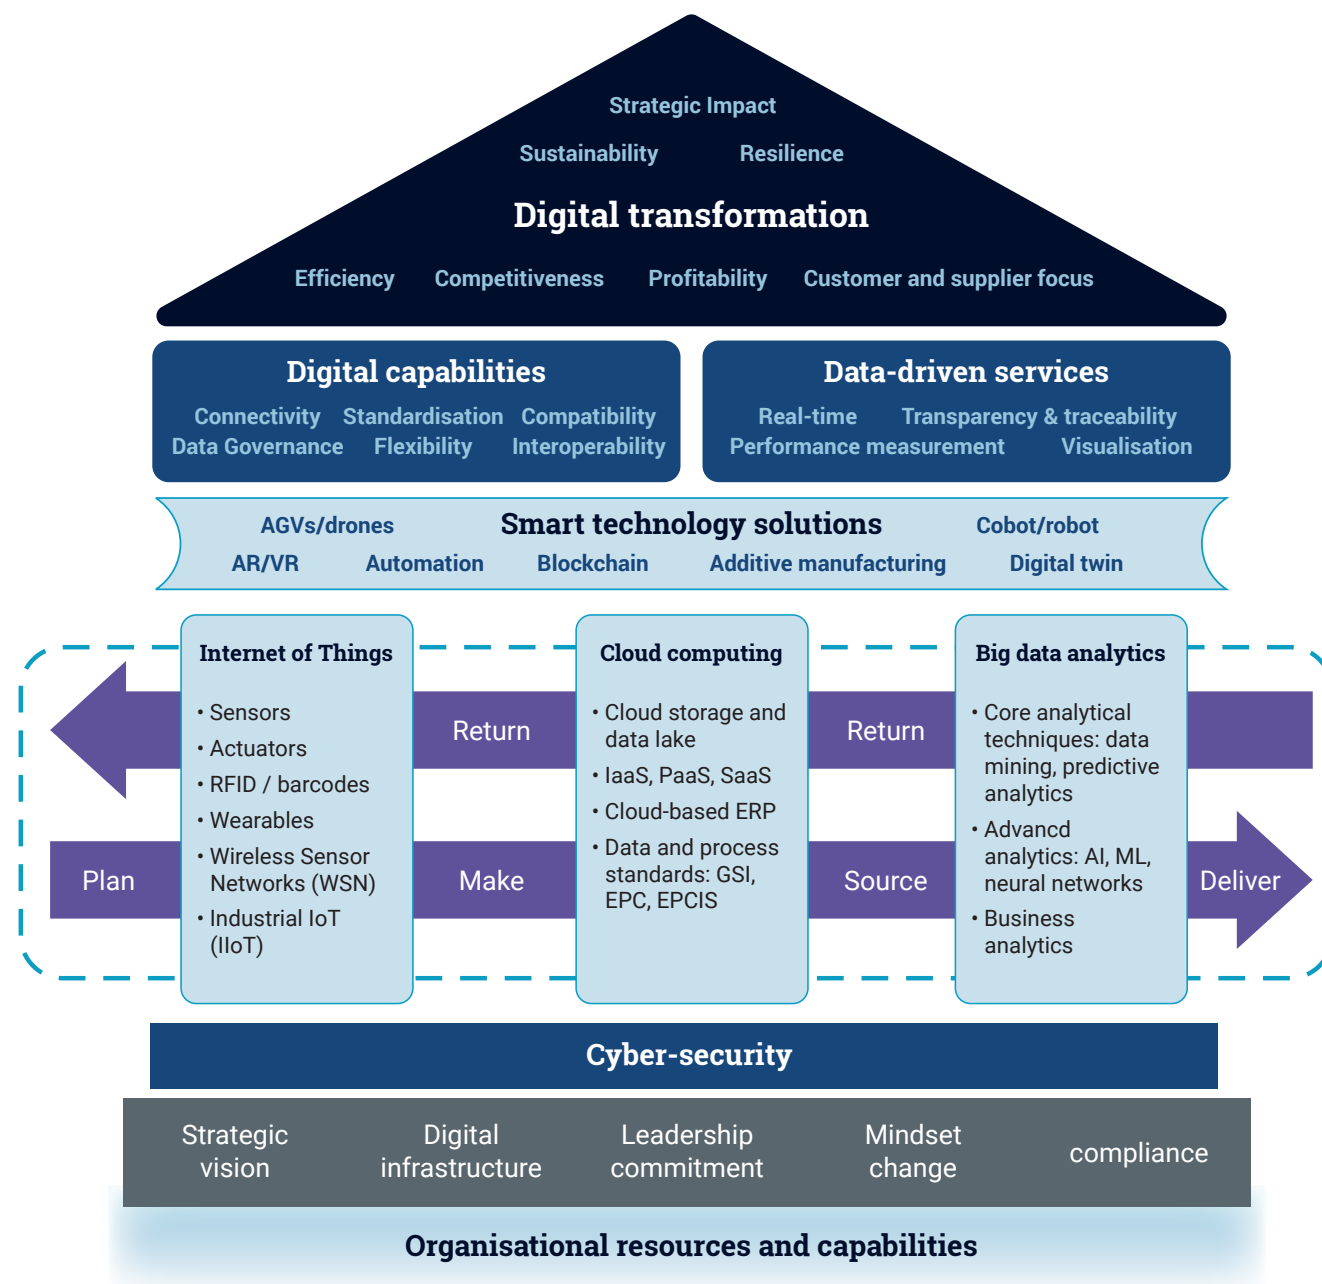 Strategic Impact
Sustainability Resilience
Digital transformation
Efficiency Competitiveness Profitability Customer and supplier focus
Digital capabilities
Connectivity Standardisation Compatibility
Data Governance Flexibility Interoperability
Data-driven services
Real-time Transparency & traceability
Performance measurement Visualisation
AGVs/drones Smart technology solutions Cobot/robot
AR/VR Automation Blockchain Additive manufacturing Digital twin
Internet of Things
• Sensors
• Actuators
• RFID / barcodes
• Wearables
• Wireless Sensor
Networks (WSN)
• Industrial IoT
(IIoT)
Cloud computing
• Cloud storage and
data lake
• IaaS, PaaS, SaaS
• Cloud-based ERP
• Data and process
standards: GSI,
EPC, EPCIS
Big data analytics
• Core analytical
techniques: data
mining, predictive
analytics
• Advancd
analytics: AI, ML,
neural networks
• Business
analytics
Return
Return
Plan
Make
Source
Deliver
Cyber-security
Strategic
vision
Digital
infrastructure
Leadership
commitment
Mindset
change
compliance
Organisational resources and capabilities